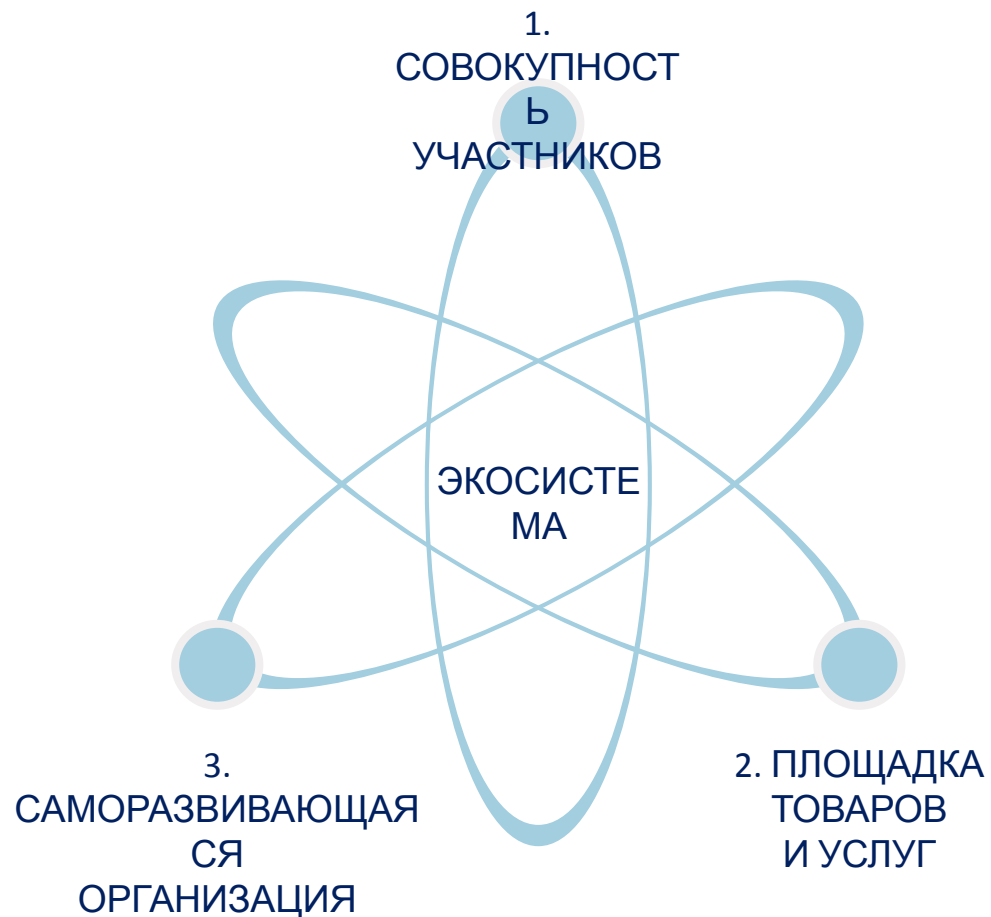 1.
СОВОКУПНОСТ
Ь
УЧАСТНИКОВ
ЭКОСИСТЕ
МА
3.
САМОРАЗВИВАЮЩАЯ
СЯ
ОРГАНИЗАЦИЯ
2. ПЛОЩАДКА
ТОВАРОВ
И УСЛУГ